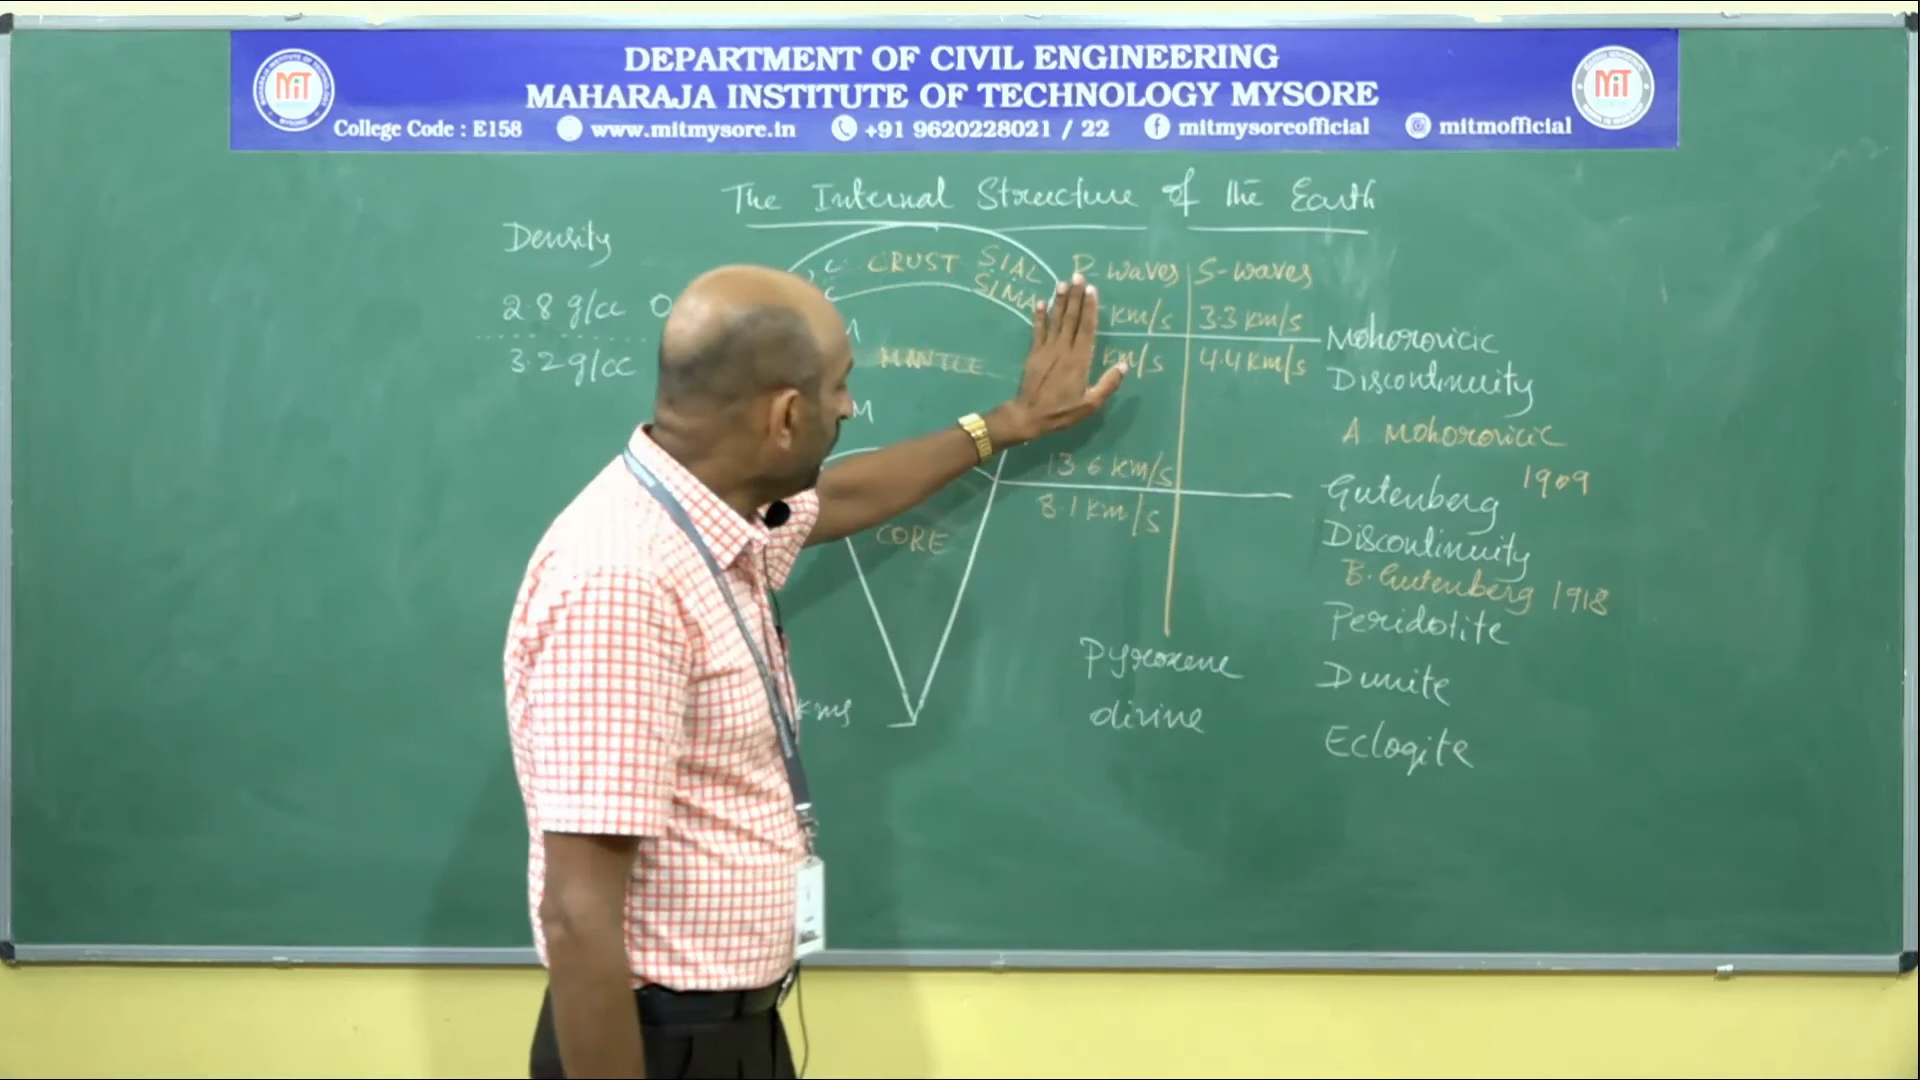 DEPARTMENT OF CIVIL ENGINEERING
MAHARAJA INSTITUTE OF TECHNOLOGY MYSORE
College Code : E158 www.mitmysore.in +91 9620228021 / 22 mitmysoreofficial mitmofficial
MIT
MIT
The Internal Structure of the Earth
Density
2.8 g/cc
3.2 g/cc
CRUST SIAL
SIMA
MANTLE
CORE
kms
P waves S-waves
km/s 3.3 km/s
km/s 4.4 km/s
13.6 km/s
8.1 km/s
Pyroxene
olivine
Mohorovicic
Discontinuity
A Mohorovicic
1909
Gutenberg
Discontinuity
B. Gutenberg 1918
Peridotite
Dunite
Eclogite